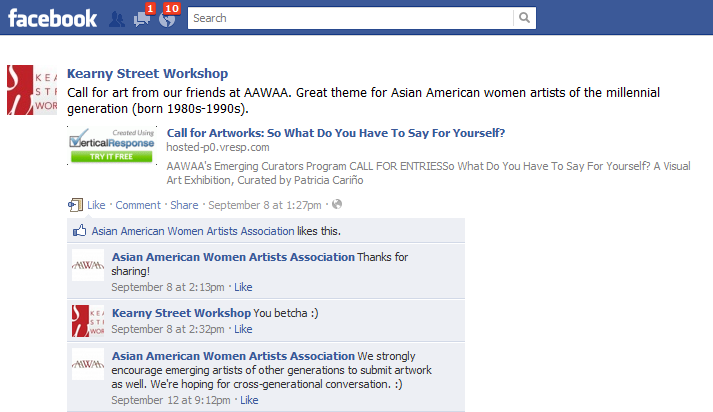 facebook
1
10
Search
KEA
STR
WOR
Kearny Street Workshop
Call for art from our friends at AAWAA. Great theme for Asian American women artists of the millennial
generation (born 1980s-1990s).
Created Using
VerticalResponse
TRY IT FREE
Call for Artworks: So What Do You Have To Say For Yourself?
hosted-p0.vresp.com
AAWAA's Emerging Curators Program CALL FOR ENTRIESSo What Do You Have To Say For Yourself? A Visual
Art Exhibition, Curated by Patricia Cariño
Like · Comment · Share · September 8 at 1:27pm ·
Asian American Women Artists Association likes this.
AAWAA
Asian American Women Artists Association Thanks for
sharing!
September 8 at 2:13pm · Like
KEA
STR
WOR
Kearny Street Workshop You betcha :)
September 8 at 2:32pm · Like
AAWAA
Asian American Women Artists Association We strongly
encourage emerging artists of other generations to submit artwork
as well. We're hoping for cross-generational conversation. :)
September 12 at 9:12pm · Like